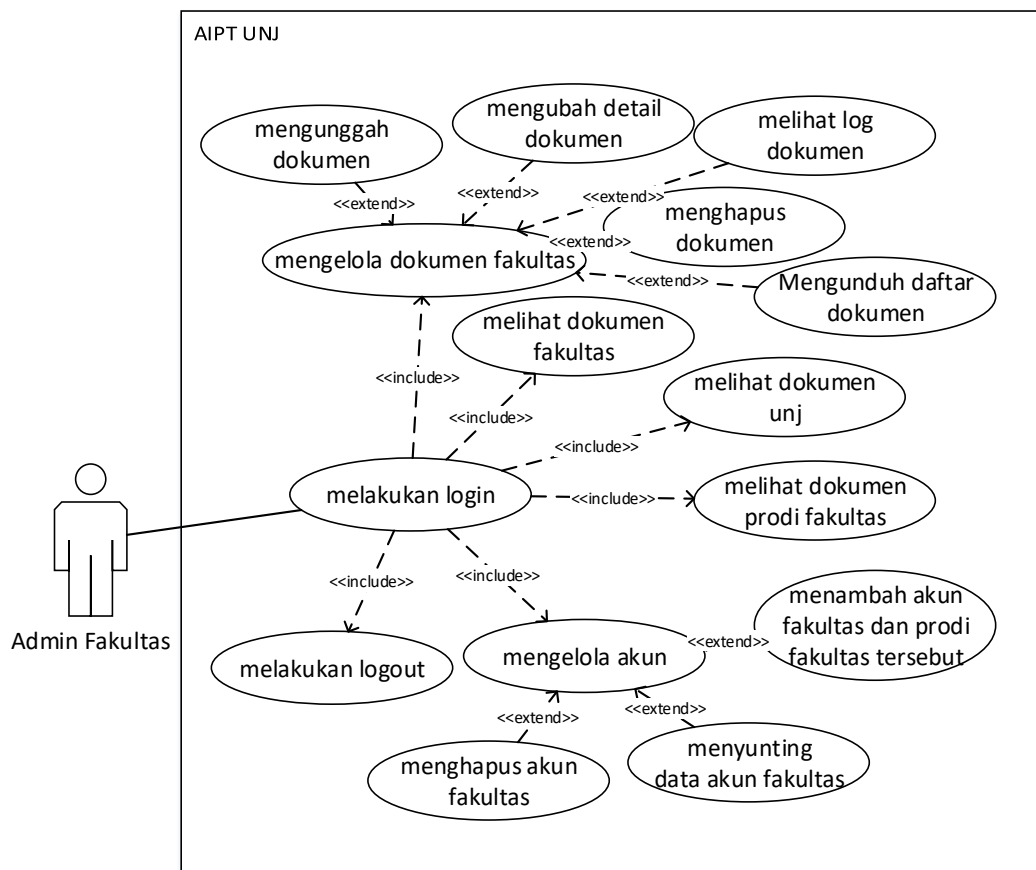 AIPT UNJ
mengunggah
dokumen
mengubah detail
dokumen
melihat log
dokumen
<<extend>>
<<extend>>
<<extend>>
menghapus
dokumen
<<extend>>
mengelola dokumen fakultas
<<extend>>
Mengunduh daftar
dokumen
melihat dokumen
fakultas
<<include>>
melihat dokumen
unj
<<include>>
<<include>>
melakukan login
<<include>>
melihat dokumen
prodi fakultas
<<include>>
<<include>>
Admin Fakultas
melakukan logout
mengelola akun
<<extend>>
menambah akun
fakultas dan prodi
fakultas tersebut
<<extend>>
<<extend>>
menghapus akun
fakultas
menyunting
data akun fakultas